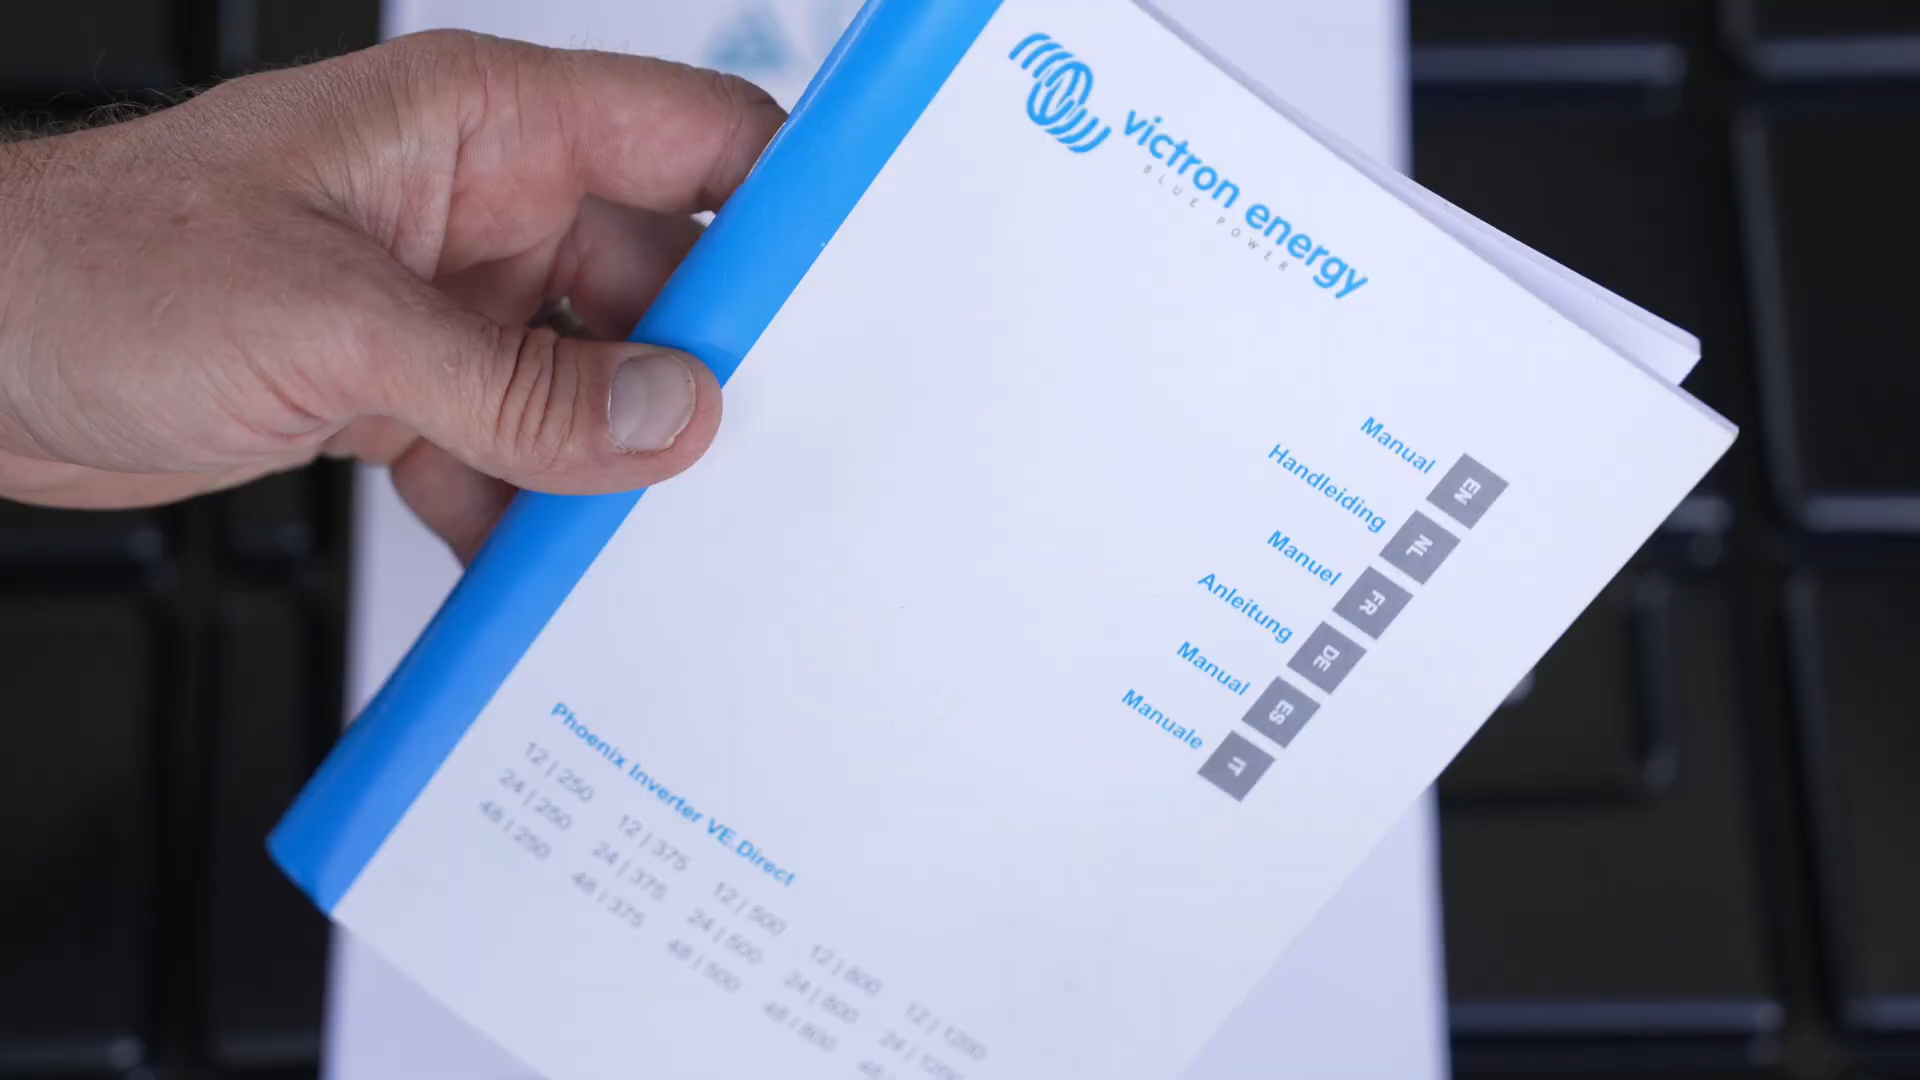 victron energy
BLUE POWER
Manual EN
Handleiding NL
Manuel FR
Anleitung DE
Manual ES
Manuale IT
Phoenix Inverter VE.Direct
12 | 250 12 | 375 12 | 500 12 | 800 12 | 1200
24 | 250 24 | 375 24 | 500 24 | 800 24 | 1200
48 | 250 48 | 375 48 | 500 48 | 800